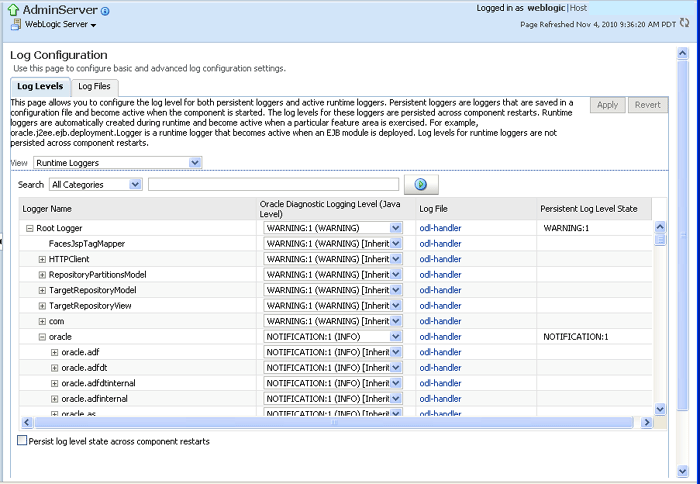 AdminServer
Logged in as weblogic|Host
WebLogic Server
Page Refreshed Nov 4, 2010 9:36:20 AM PDT
Log Configuration
Use this page to configure basic and advanced log configuration settings.
Log Levels Log Files
This page allows you to configure the log level for both persistent loggers and active runtime loggers. Persistent loggers are loggers that are saved in a
configuration file and become active when the component is started. The log levels for these loggers are persisted across component restarts. Runtime
loggers are automatically created during runtime and become active when a particular feature area is exercised. For example,
oracle.j2ee.ejb.deployment.Logger is a runtime logger that becomes active when an EJB module is deployed. Log levels for runtime loggers are not
persisted across component restarts.
Apply Revert
View Runtime Loggers
Search All Categories
Logger Name Oracle Diagnostic Logging Level (Java Level) Log File Persistent Log Level State
Root Logger WARNING:1 (WARNING) odl-handler WARNING:1
FacesJspTagMapper WARNING:1 (WARNING) [Inherit odl-handler
HTTPClient WARNING:1 (WARNING) [Inherit odl-handler
RepositoryPartitionsModel WARNING:1 (WARNING) [Inherit odl-handler
TargetRepositoryModel WARNING:1 (WARNING) [Inherit odl-handler
TargetRepositoryView WARNING:1 (WARNING) [Inherit odl-handler
com WARNING:1 (WARNING) [Inherit odl-handler
oracle NOTIFICATION:1 (INFO) odl-handler NOTIFICATION:1
oracle.adf NOTIFICATION:1 (INFO) [Inherit odl-handler
oracle.adfdt NOTIFICATION:1 (INFO) [Inherit odl-handler
oracle.adfdtinternal NOTIFICATION:1 (INFO) [Inherit odl-handler
oracle.adfinternal NOTIFICATION:1 (INFO) [Inherit odl-handler
oracle.as NOTIFICATION:1 (INFO) [Inherit odl-handler
Persist log level state across component restarts